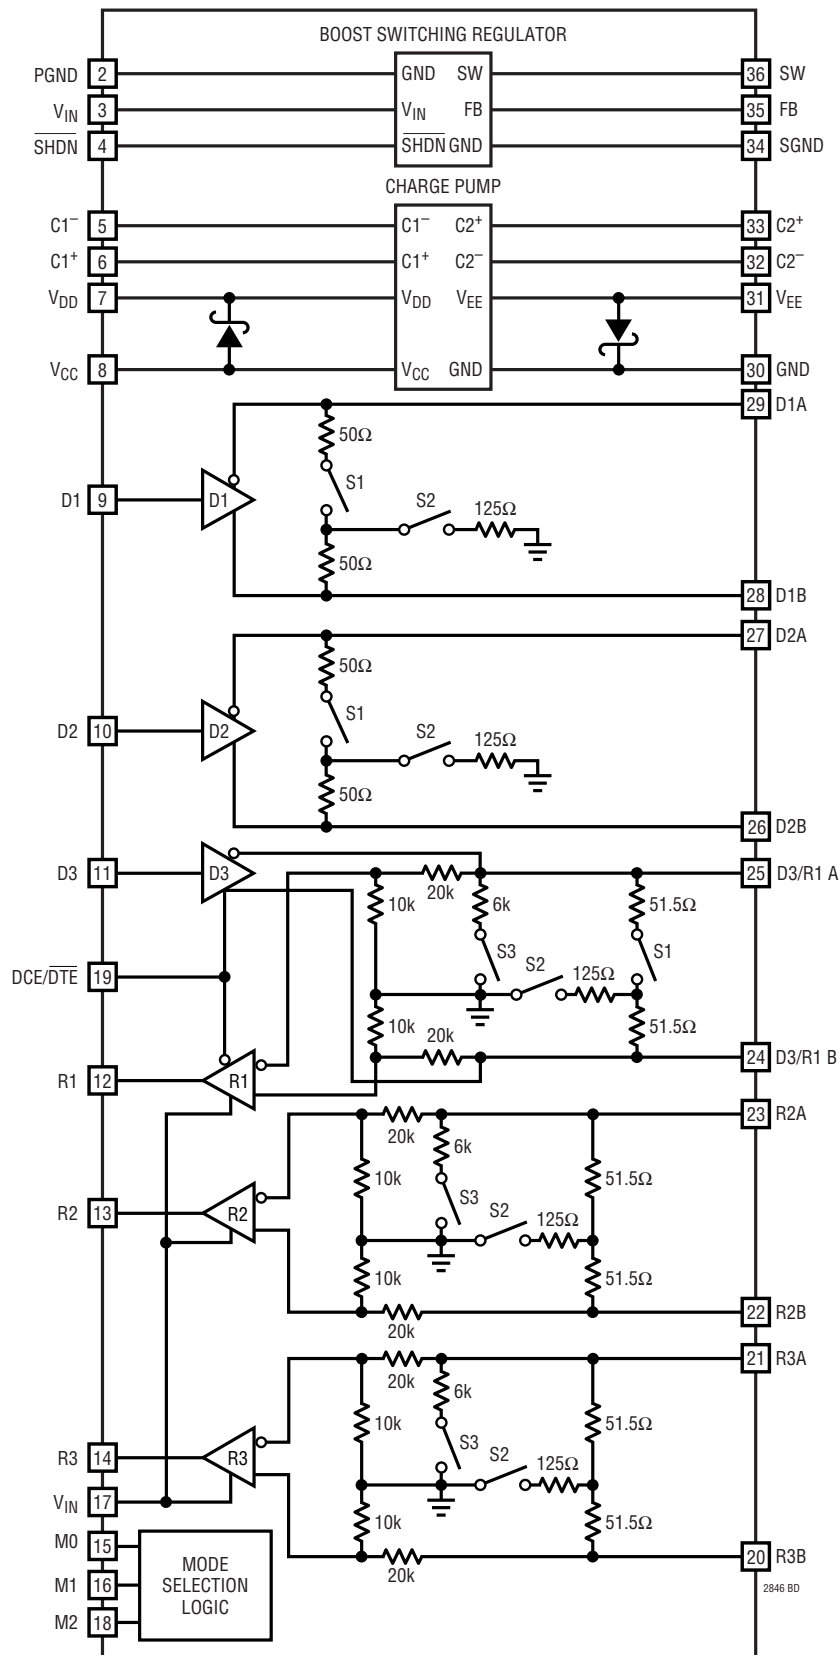 BOOST SWITCHING REGULATOR
PGND 2 GND SW 36 SW
VIN 3 VIN FB 35 FB
SHDN 4 SHDN GND 34 SGND
CHARGE PUMP
C1– 5 C1– C2+ 33 C2+
C1+ 6 C1+ C2– 32 C2–
VDD 7 VDD VEE 31 VEE
VCC 8 VCC GND 30 GND
29 D1A
50Ω
S1
D1 9 D1 S2 125Ω
50Ω
28 D1B
27 D2A
50Ω
S1
D2 10 D2 S2 125Ω
50Ω
26 D2B
D3 11 D3 25 D3/R1 A
20k
10k 6k 51.5Ω
S3 S2 125Ω S1
DCE/DTE 19
10k 20k 51.5Ω
24 D3/R1 B
R1 12 R1
23 R2A
20k
6k
10k 51.5Ω
S3 S2 125Ω
R2 13 R2
10k 51.5Ω
22 R2B
20k
21 R3A
20k
6k
10k 51.5Ω
S3 S2 125Ω
R3 14 R3
VIN 17
10k 51.5Ω
20 R3B
20k
M0 15
M1 16
M2 18
MODE
SELECTION
LOGIC
2846 BD